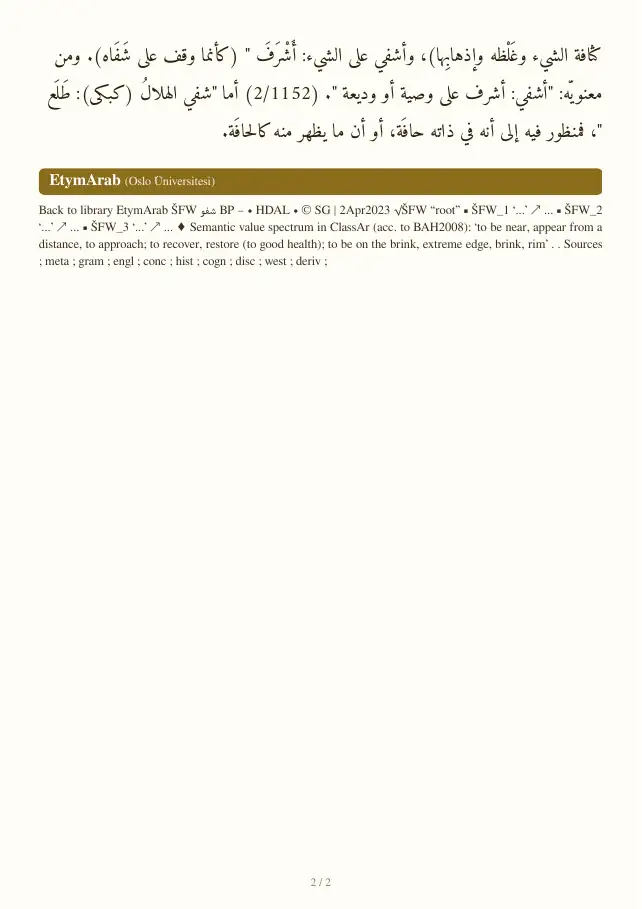 كثافة الشيء وغَلْظه وإذهابِها)، وأشفي على الشيء: أَشْرَفَ " (كأنما وقف على شَفَاه). ومن
معنويّه: "أشفي: أشرف على وصية أو وديعة ". (2/1152) أما "شفي الهلالُ (كبكى): طَلَع
"، فمنظور فيه إلى أنه في ذاته حافَة، أو أن ما يظهر منه كالحافَة.
EtymArab (Oslo Üniversitesi)
Back to library EtymArab ŠFW شفو BP – • HDAL • © SG | 2Apr2023 √ŠFW “root” ▪ ŠFW_1 ‘...’ ↗ ... ▪ ŠFW_2
‘...’ ↗ ... ▪ ŠFW_3 ‘...’ ↗ ... ♦ Semantic value spectrum in ClassAr (acc. to BAH2008): ‘to be near, appear from a
distance, to approach; to recover, restore (to good health); to be on the brink, extreme edge, brink, rim’ . . Sources
; meta ; gram ; engl ; conc ; hist ; cogn ; disc ; west ; deriv ;
2 / 2